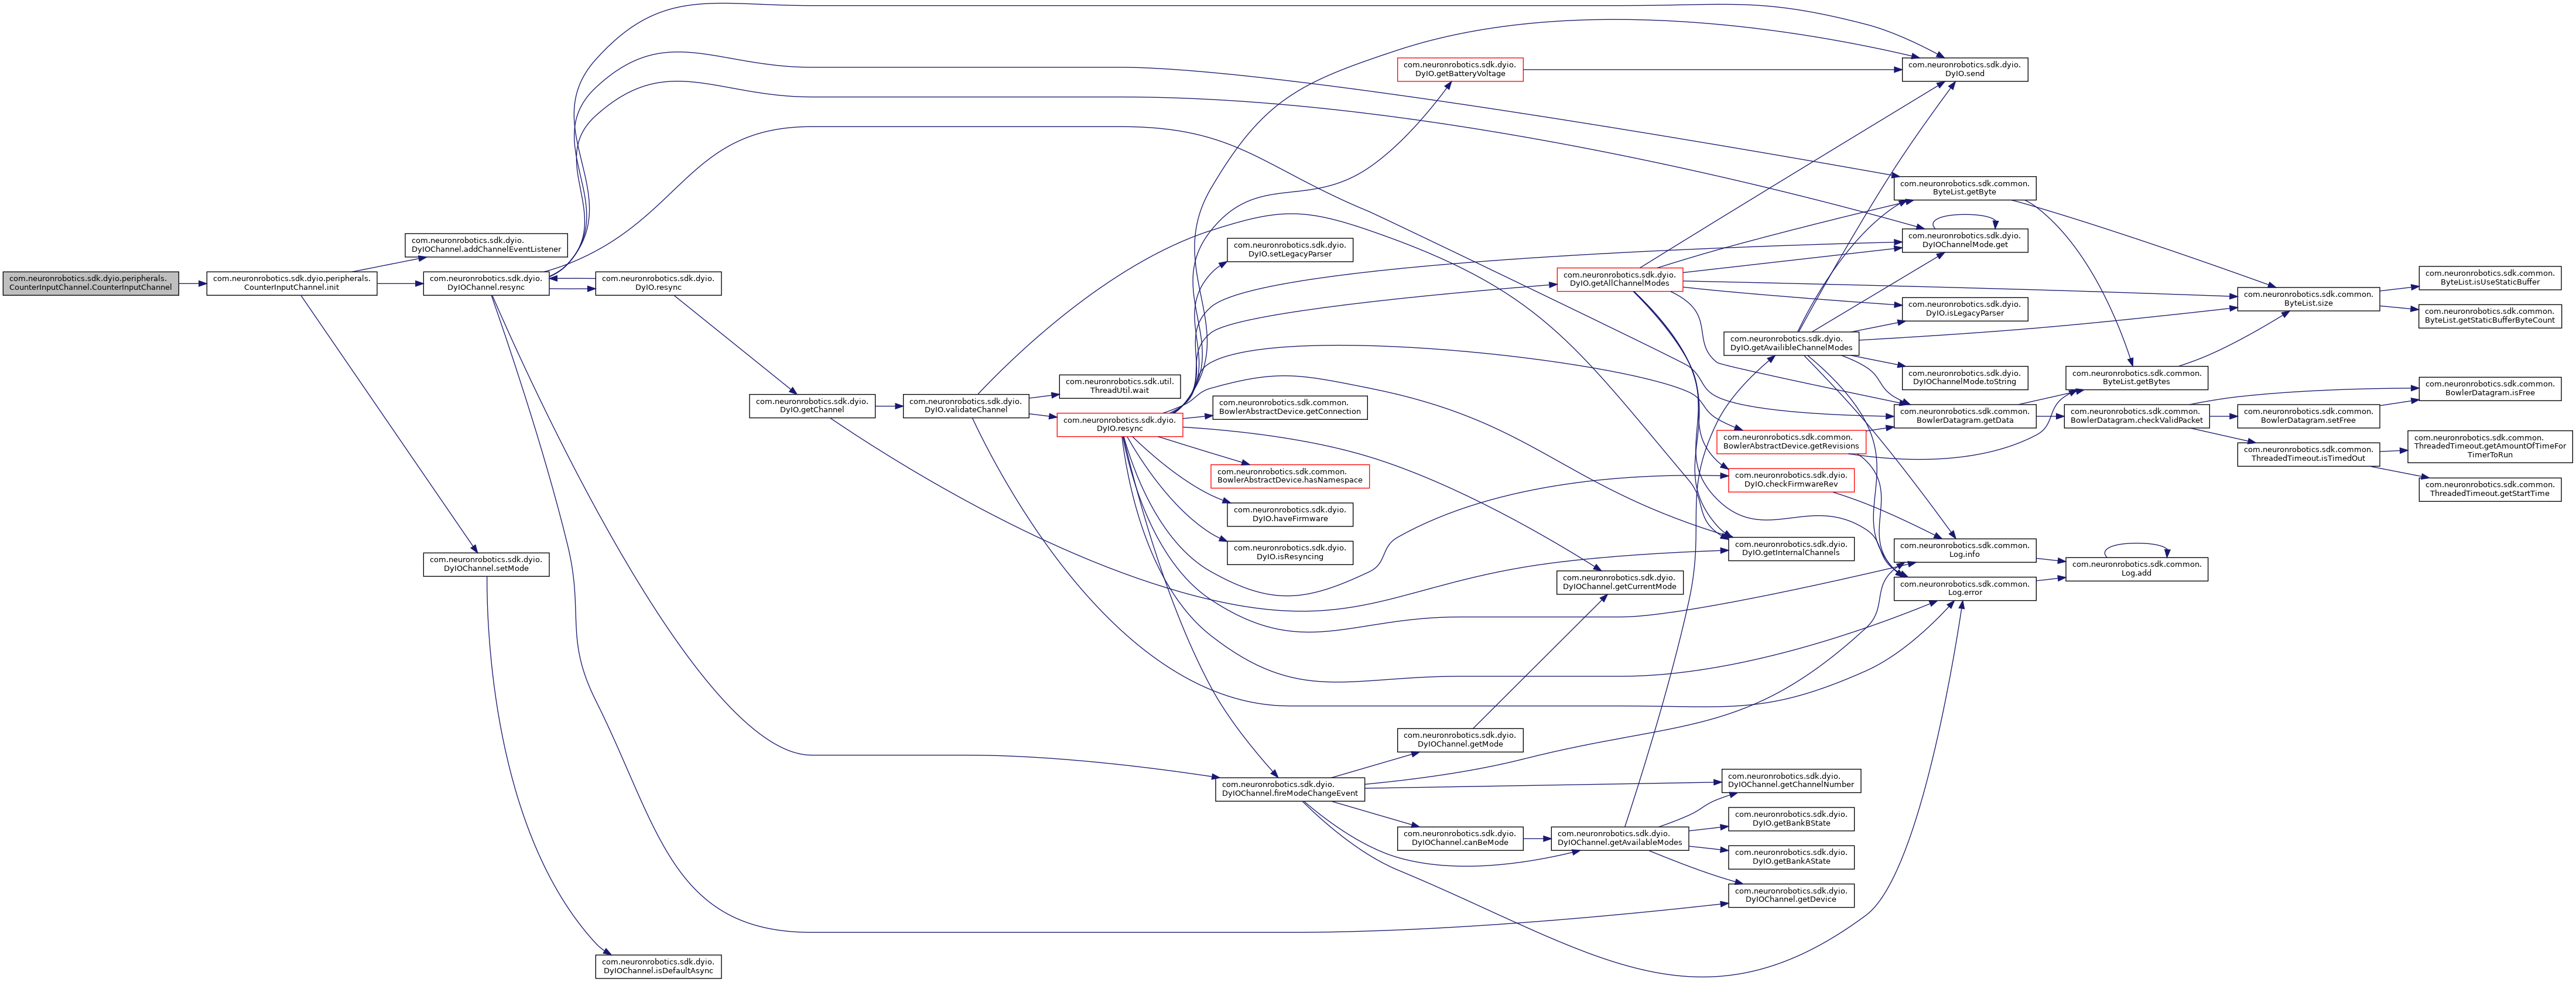 com.neuronrobotics.sdk.dyio.peripherals.
CounterInputChannel.CounterInputChannel
com.neuronrobotics.sdk.dyio.peripherals.
CounterInputChannel.init
com.neuronrobotics.sdk.dyio.
DyIOChannel.addChannelEventListener
com.neuronrobotics.sdk.dyio.
DyIOChannel.resync
com.neuronrobotics.sdk.dyio.
DyIOChannel.setMode
com.neuronrobotics.sdk.dyio.
DyIO.resync
com.neuronrobotics.sdk.dyio.
DyIOChannel.isDefaultAsync
com.neuronrobotics.sdk.dyio.
DyIO.getChannel
com.neuronrobotics.sdk.dyio.
DyIO.validateChannel
com.neuronrobotics.sdk.util.
ThreadUtil.wait
com.neuronrobotics.sdk.dyio.
DyIO.resync
com.neuronrobotics.sdk.dyio.
DyIO.setLegacyParser
com.neuronrobotics.sdk.common.
BowlerAbstractDevice.getConnection
com.neuronrobotics.sdk.common.
BowlerAbstractDevice.hasNamespace
com.neuronrobotics.sdk.dyio.
DyIO.haveFirmware
com.neuronrobotics.sdk.dyio.
DyIO.isResyncing
com.neuronrobotics.sdk.dyio.
DyIOChannel.fireModeChangeEvent
com.neuronrobotics.sdk.dyio.
DyIO.getBatteryVoltage
com.neuronrobotics.sdk.dyio.
DyIOChannel.getMode
com.neuronrobotics.sdk.dyio.
DyIOChannel.canBeMode
com.neuronrobotics.sdk.dyio.
DyIO.getAllChannelModes
com.neuronrobotics.sdk.dyio.
DyIOChannel.getCurrentMode
com.neuronrobotics.sdk.dyio.
DyIOChannel.getAvailableModes
com.neuronrobotics.sdk.dyio.
DyIO.getAvailibleChannelModes
com.neuronrobotics.sdk.common.
BowlerAbstractDevice.getRevisions
com.neuronrobotics.sdk.dyio.
DyIO.checkFirmwareRev
com.neuronrobotics.sdk.dyio.
DyIO.getInternalChannels
com.neuronrobotics.sdk.dyio.
DyIOChannel.getChannelNumber
com.neuronrobotics.sdk.dyio.
DyIO.getBankBState
com.neuronrobotics.sdk.dyio.
DyIO.getBankAState
com.neuronrobotics.sdk.dyio.
DyIOChannel.getDevice
com.neuronrobotics.sdk.dyio.
DyIO.send
com.neuronrobotics.sdk.common.
ByteList.getByte
com.neuronrobotics.sdk.dyio.
DyIOChannelMode.get
com.neuronrobotics.sdk.dyio.
DyIO.isLegacyParser
com.neuronrobotics.sdk.dyio.
DyIOChannelMode.toString
com.neuronrobotics.sdk.common.
BowlerDatagram.getData
com.neuronrobotics.sdk.common.
Log.info
com.neuronrobotics.sdk.common.
Log.error
com.neuronrobotics.sdk.common.
ByteList.getBytes
com.neuronrobotics.sdk.common.
BowlerDatagram.checkValidPacket
com.neuronrobotics.sdk.common.
Log.add
com.neuronrobotics.sdk.common.
ByteList.size
com.neuronrobotics.sdk.common.
BowlerDatagram.setFree
com.neuronrobotics.sdk.common.
ThreadedTimeout.isTimedOut
com.neuronrobotics.sdk.common.
ByteList.isUseStaticBuffer
com.neuronrobotics.sdk.common.
ByteList.getStaticBufferByteCount
com.neuronrobotics.sdk.common.
BowlerDatagram.isFree
com.neuronrobotics.sdk.common.
ThreadedTimeout.getAmountOfTimeFor
TimerToRun
com.neuronrobotics.sdk.common.
ThreadedTimeout.getStartTime